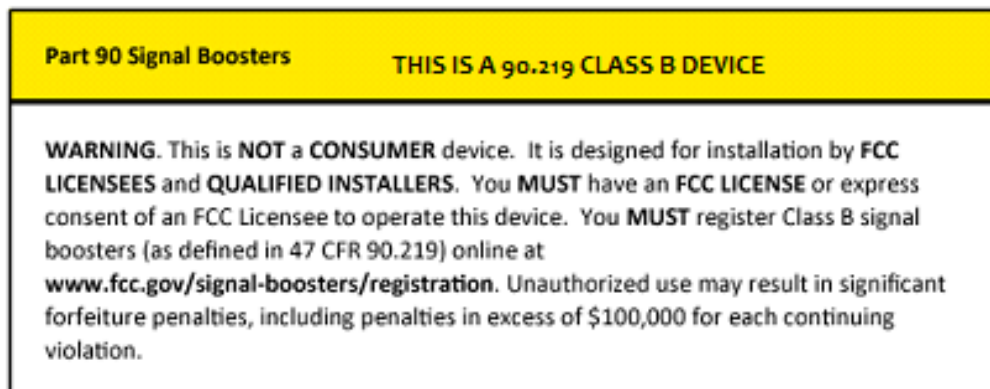 Part 90 Signal Boosters THIS IS A 90.219 CLASS B DEVICE
WARNING. This is NOT a CONSUMER device. It is designed for installation by FCC
LICENSEES and QUALIFIED INSTALLERS. You MUST have an FCC LICENSE or express
consent of an FCC Licensee to operate this device. You MUST register Class B signal
boosters (as defined in 47 CFR 90.219) online at
www.fcc.gov/signal-boosters/registration. Unauthorized use may result in significant
forfeiture penalties, including penalties in excess of $100,000 for each continuing
violation.